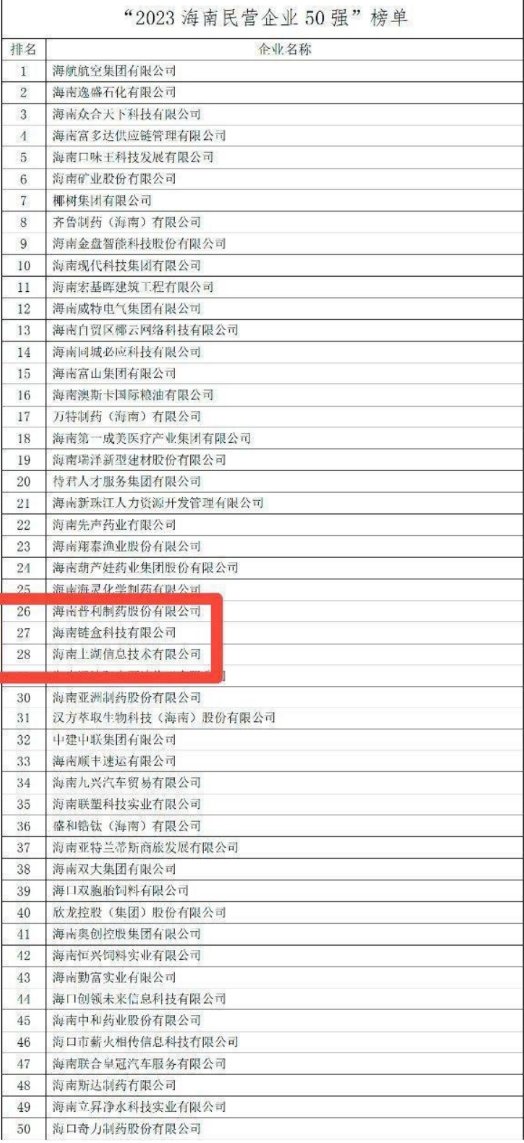 “2023 海南民营企业 50 强”榜单
排名 企业名称
1 海航航空集团有限公司
2 海南逸盛石化有限公司
3 海南众合天下科技有限公司
4 海南富多达供应链管理有限公司
5 海南口味王科技发展有限公司
6 海南矿业股份有限公司
7 椰树集团有限公司
8 齐鲁制药（海南）有限公司
9 海南金盘智能科技股份有限公司
10 海南现代科技集团有限公司
11 海南宏基晖建筑工程有限公司
12 海南威特电气集团有限公司
13 海南自贸区椰云网络科技有限公司
14 海南同城必应科技有限公司
15 海南富山集团有限公司
16 海南澳斯卡国际粮油有限公司
17 万特制药（海南）有限公司
18 海南第一成美医疗产业集团有限公司
19 海南瑞泽新型建材股份有限公司
20 待君人才服务集团有限公司
21 海南新珠江人力资源开发管理有限公司
22 海南先声药业有限公司
23 海南翔泰渔业股份有限公司
24 海南葫芦娃药业集团股份有限公司
25 海南海灵化学制药有限公司
26 海南普利制药股份有限公司
27 海南链盒科技有限公司
28 海南上湖信息技术有限公司
30 海南亚洲制药股份有限公司
31 汉方萃取生物科技（海南）股份有限公司
32 中建中联集团有限公司
33 海南顺丰速运有限公司
34 海南九兴汽车贸易有限公司
35 海南联塑科技实业有限公司
36 盛和锆钛（海南）有限公司
37 海南亚特兰蒂斯商旅发展有限公司
38 海南双大集团有限公司
39 海口双胞胎饲料有限公司
40 欣龙控股（集团）股份有限公司
41 海南奥创控股集团有限公司
42 海南恒兴饲料实业有限公司
43 海南勤富实业有限公司
44 海口创领未来信息科技有限公司
45 海南中和药业股份有限公司
46 海口市薪火相传信息科技有限公司
47 海南联合皇冠汽车服务有限公司
48 海南斯达制药有限公司
49 海南立昇净水科技实业有限公司
50 海口奇力制药股份有限公司